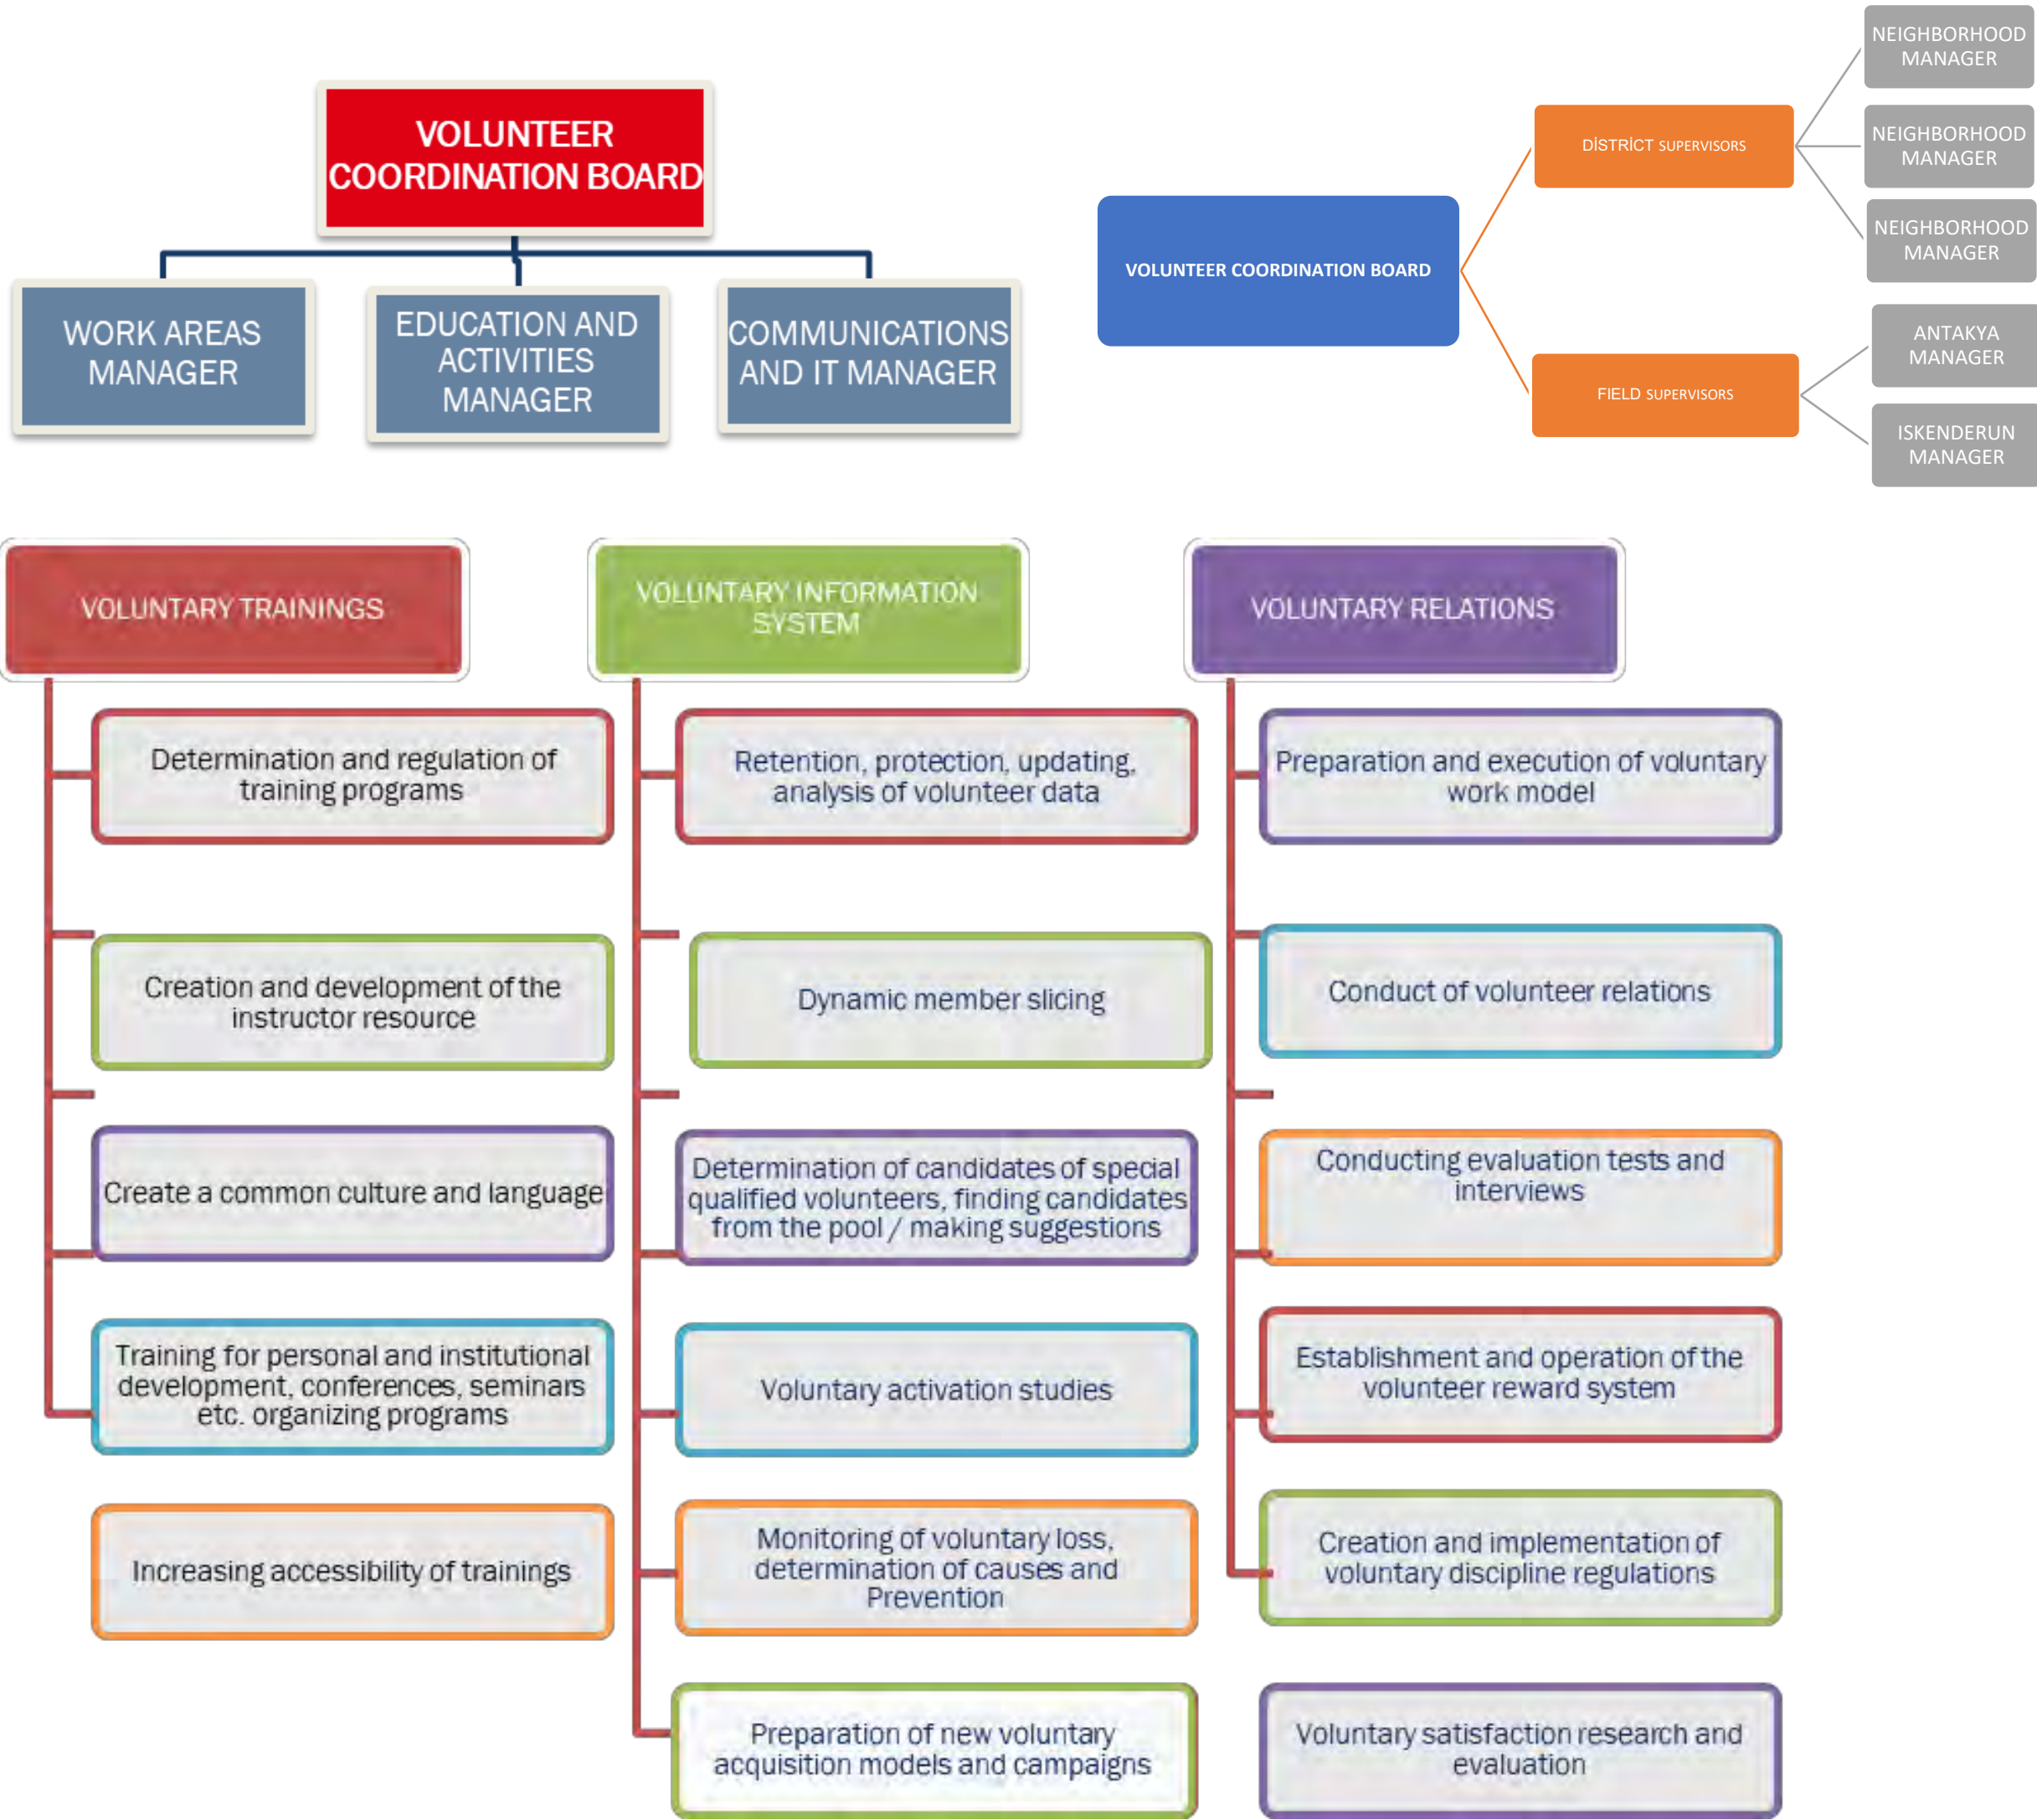 VOLUNTEER
COORDINATION BOARD
WORK AREAS
MANAGER
EDUCATION AND
ACTIVITIES
MANAGER
COMMUNICATIONS
AND IT MANAGER
VOLUNTEER COORDINATION BOARD
DİSTRİCT SUPERVISORS
FIELD SUPERVISORS
NEIGHBORHOOD
MANAGER
NEIGHBORHOOD
MANAGER
NEIGHBORHOOD
MANAGER
ANTAKYA
MANAGER
ISKENDERUN
MANAGER
VOLUNTARY TRAININGS
Determination and regulation of
training programs
Creation and development of the
instructor resource
Create a common culture and language
Training for personal and institutional
development, conferences, seminars
etc. organizing programs
Increasing accessibility of trainings
VOLUNTARY INFORMATION
SYSTEM
Retention, protection, updating,
analysis of volunteer data
Dynamic member slicing
Determination of candidates of special
qualified volunteers, finding candidates
from the pool / making suggestions
Voluntary activation studies
Monitoring of voluntary loss,
determination of causes and
Prevention
Preparation of new voluntary
acquisition models and campaigns
VOLUNTARY RELATIONS
Preparation and execution of voluntary
work model
Conduct of volunteer relations
Conducting evaluation tests and
interviews
Establishment and operation of the
volunteer reward system
Creation and implementation of
voluntary discipline regulations
Voluntary satisfaction research and
evaluation